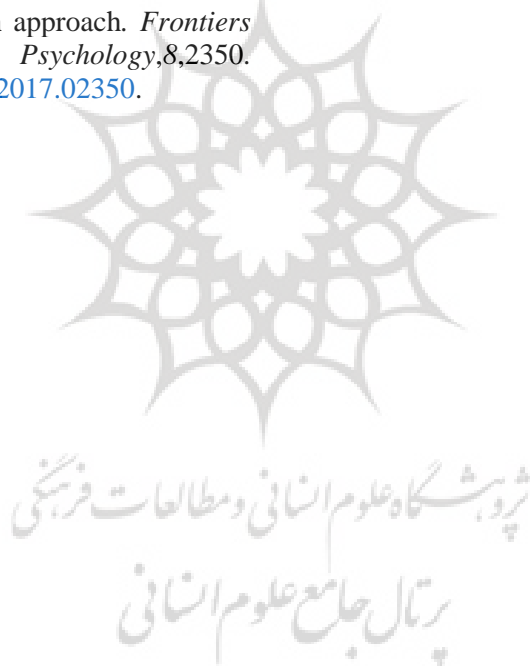 approach. Frontiers
Psychology,8,2350.
2017.02350.
پژوهشگاه علوم انسانی و مطالعات فرهنگی
پرتال جامع علوم انسانی